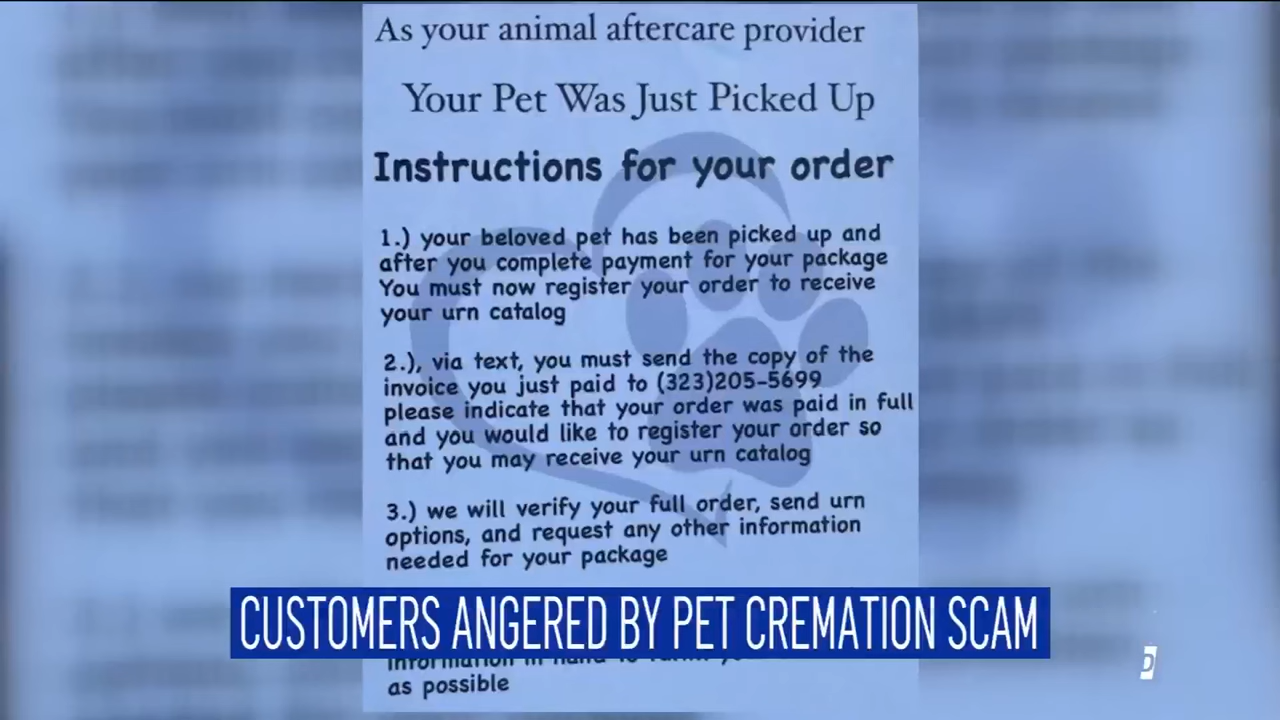 As your animal aftercare provider
Your Pet Was Just Picked Up
Instructions for your order
1.) your beloved pet has been picked up and
after you complete payment for your package
You must now register your order to receive
your urn catalog
2.), via text, you must send the copy of the
invoice you just paid to (323)205-5699
please indicate that your order was paid in full
and you would like to register your order so
that you may receive your urn catalog
3.) we will verify your full order, send urn
options, and request any other information
needed for your package
CUSTOMERS ANGERED BY PET CREMATION SCAM
information in hand to
as possible